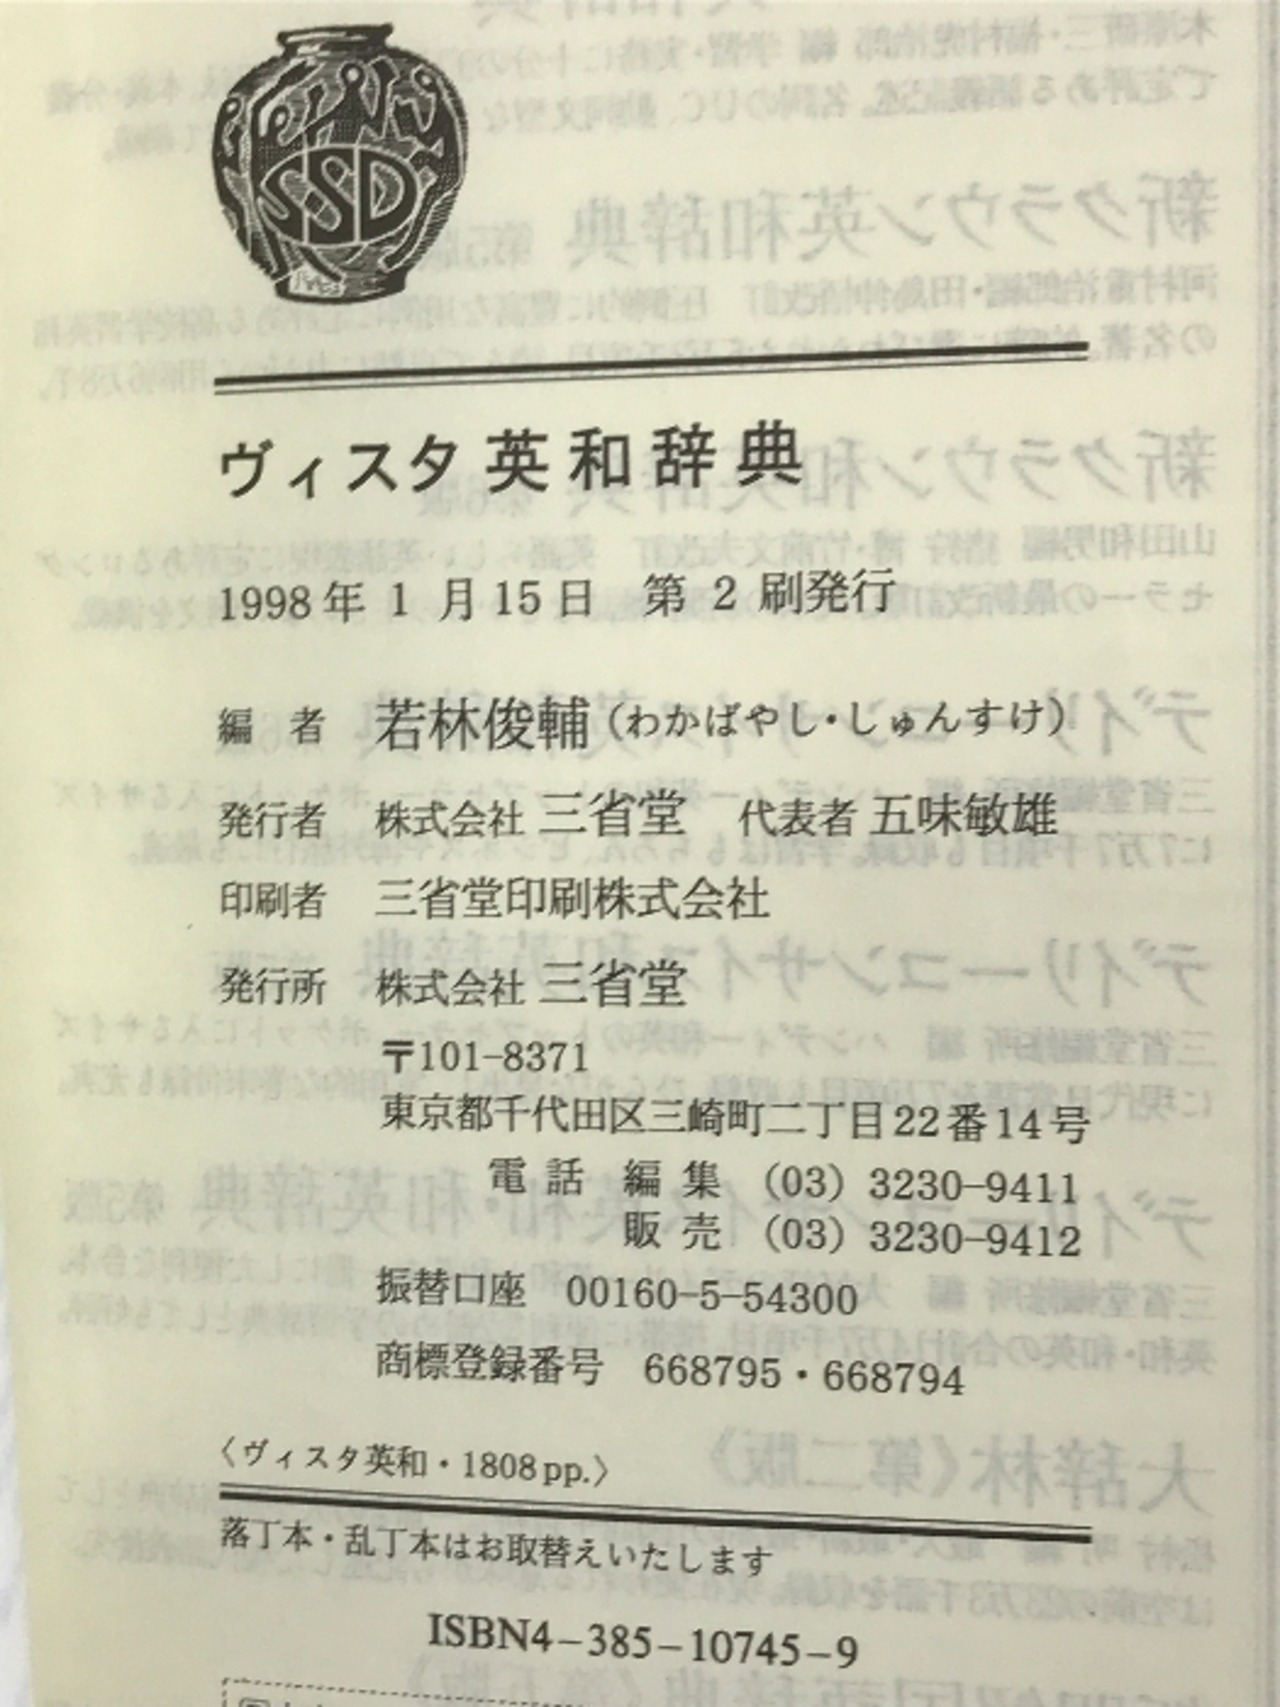 SSD
ヴィスタ英和辞典
1998年 1 月15日 第 2 刷発行
編 者 若林俊輔(わかばやし・しゅんすけ)
発行者 株式会社 三省堂 代表者 五味敏雄
印刷者 三省堂印刷株式会社
発行所 株式会社 三省堂
〒101-8371
東京都千代田区三崎町二丁目22番14号
電 話 編 集 (03) 3230-9411
販 売 (03) 3230-9412
振替口座 00160-5-54300
商標登録番号 668795・668794
〈ヴィスタ英和・1808pp.〉
落丁本・乱丁本はお取替えいたします
ISBN4-385-10745-9